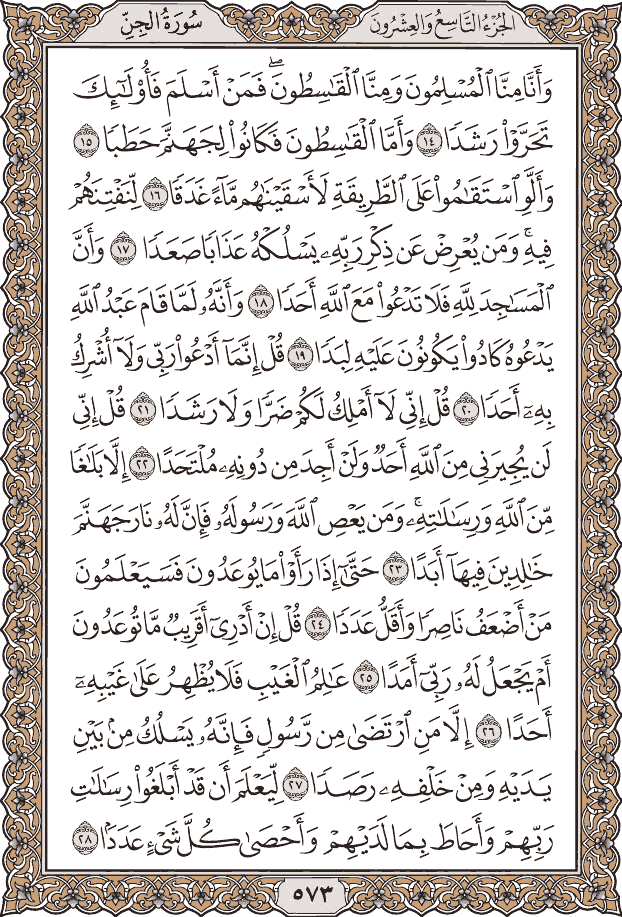 سُورَةُ الجِنِّ
الجُزْءُ التَّاسِعُ وَالعِشْرُونَ
وَأَنَّا مِنَّا ٱلْمُسْلِمُونَ وَمِنَّا ٱلْقَٰسِطُونَۖ فَمَنْ أَسْلَمَ فَأُو۟لَٰٓئِكَ
تَحَرَّوْا۟ رَشَدًا ١٤ وَأَمَّا ٱلْقَٰسِطُونَ فَكَانُوا۟ لِجَهَنَّمَ حَطَبًا ١٥
وَأَلَّوِ ٱسْتَقَٰمُوا۟ عَلَى ٱلطَّرِيقَةِ لَأَسْقَيْنَٰهُم مَّآءً غَدَقًا ١٦ لِّنَفْتِنَهُمْ
فِيهِۚ وَمَن يُعْرِضْ عَن ذِكْرِ رَبِّهِۦ يَسْلُكْهُ عَذَابًا صَعَدًا ١٧ وَأَنَّ
ٱلْمَسَٰجِدَ لِلَّهِ فَلَا تَدْعُوا۟ مَعَ ٱللَّهِ أَحَدًا ١٨ وَأَنَّهُۥ لَمَّا قَامَ عَبْدُ ٱللَّهِ
يَدْعُوهُ كَادُوا۟ يَكُونُونَ عَلَيْهِ لِبَدًا ١٩ قُلْ إِنَّمَآ أَدْعُوا۟ رَبِّى وَلَآ أُشْرِكُ
بِهِۦٓ أَحَدًا ٢٠ قُلْ إِنِّى لَآ أَمْلِكُ لَكُمْ ضَرًّا وَلَا رَشَدًا ٢١ قُلْ إِنِّى
لَن يُجِيرَنِى مِنَ ٱللَّهِ أَحَدٌ وَلَنْ أَجِدَ مِن دُونِهِۦ مُلْتَحَدًا ٢٢ إِلَّا بَلَٰغًا
مِّنَ ٱللَّهِ وَرِسَٰلَٰتِهِۦۚ وَمَن يَعْصِ ٱللَّهَ وَرَسُولَهُۥ فَإِنَّ لَهُۥ نَارَ جَهَنَّمَ
خَٰلِدِينَ فِيهَآ أَبَدًا ٢٣ حَتَّىٰٓ إِذَا رَأَوْا۟ مَا يُوعَدُونَ فَسَيَعْلَمُونَ
مَنْ أَضْعَفُ نَاصِرًا وَأَقَلُّ عَدَدًا ٢٤ قُلْ إِنْ أَدْرِىٓ أَقَرِيبٌ مَّا تُوعَدُونَ
أَمْ يَجْعَلُ لَهُۥ رَبِّىٓ أَمَدًا ٢٥ عَٰلِمُ ٱلْغَيْبِ فَلَا يُظْهِرُ عَلَىٰ غَيْبِهِۦٓ
أَحَدًا ٢٦ إِلَّا مَنِ ٱرْتَضَىٰ مِن رَّسُولٍ فَإِنَّهُۥ يَسْلُكُ مِنۢ بَيْنِ
يَدَيْهِ وَمِنْ خَلْفِهِۦ رَصَدًا ٢٧ لِّيَعْلَمَ أَن قَدْ أَبْلَغُوا۟ رِسَٰلَٰتِ
رَبِّهِمْ وَأَحَاطَ بِمَا لَدَيْهِمْ وَأَحْصَىٰ كُلَّ شَىْءٍ عَدَدًۢا ٢٨
٥٧٣